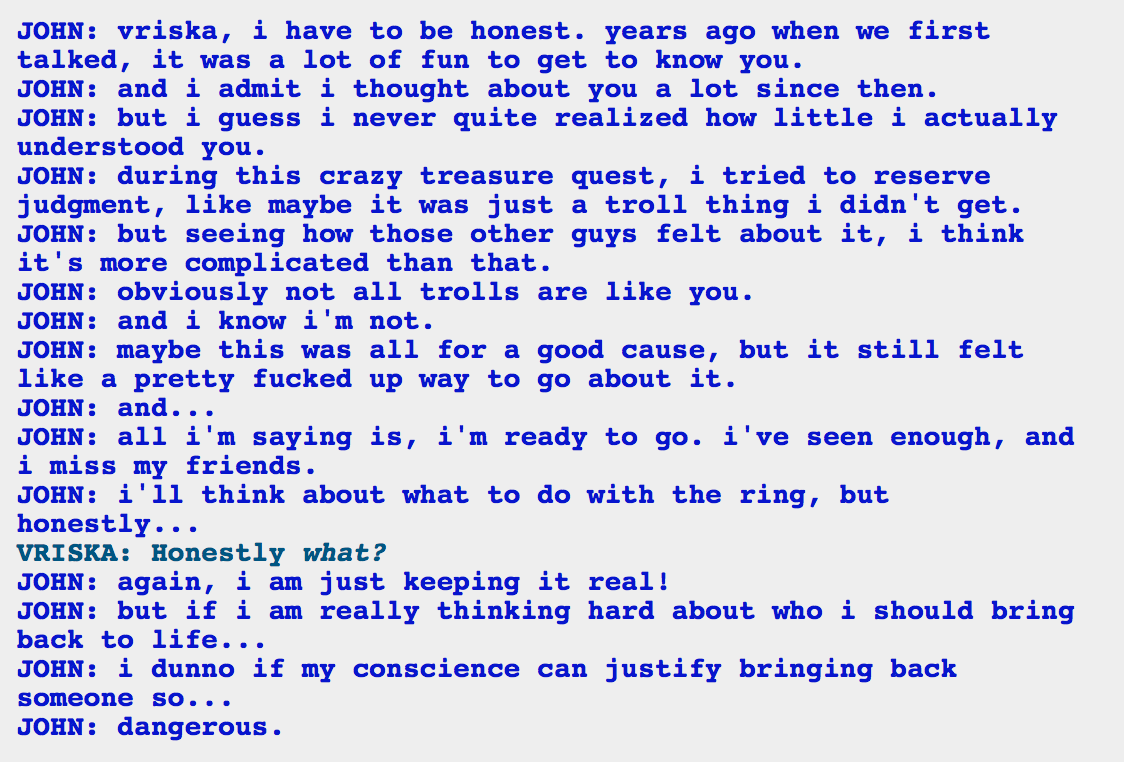 JOHN: vriska, i have to be honest. years ago when we first
talked, it was a lot of fun to get to know you.
JOHN: and i admit i thought about you a lot since then.
JOHN: but i guess i never quite realized how little i actually
understood you.
JOHN: during this crazy treasure quest, i tried to reserve
judgment, like maybe it was just a troll thing i didn't get.
JOHN: but seeing how those other guys felt about it, i think
it's more complicated than that.
JOHN: obviously not all trolls are like you.
JOHN: and i know i'm not.
JOHN: maybe this was all for a good cause, but it still felt
like a pretty fucked up way to go about it.
JOHN: and...
JOHN: all i'm saying is, i'm ready to go. i've seen enough, and
i miss my friends.
JOHN: i'll think about what to do with the ring, but
honestly...
VRISKA: Honestly what?
JOHN: again, i am just keeping it real!
JOHN: but if i am really thinking hard about who i should bring
back to life...
JOHN: i dunno if my conscience can justify bringing back
someone so...
JOHN: dangerous.